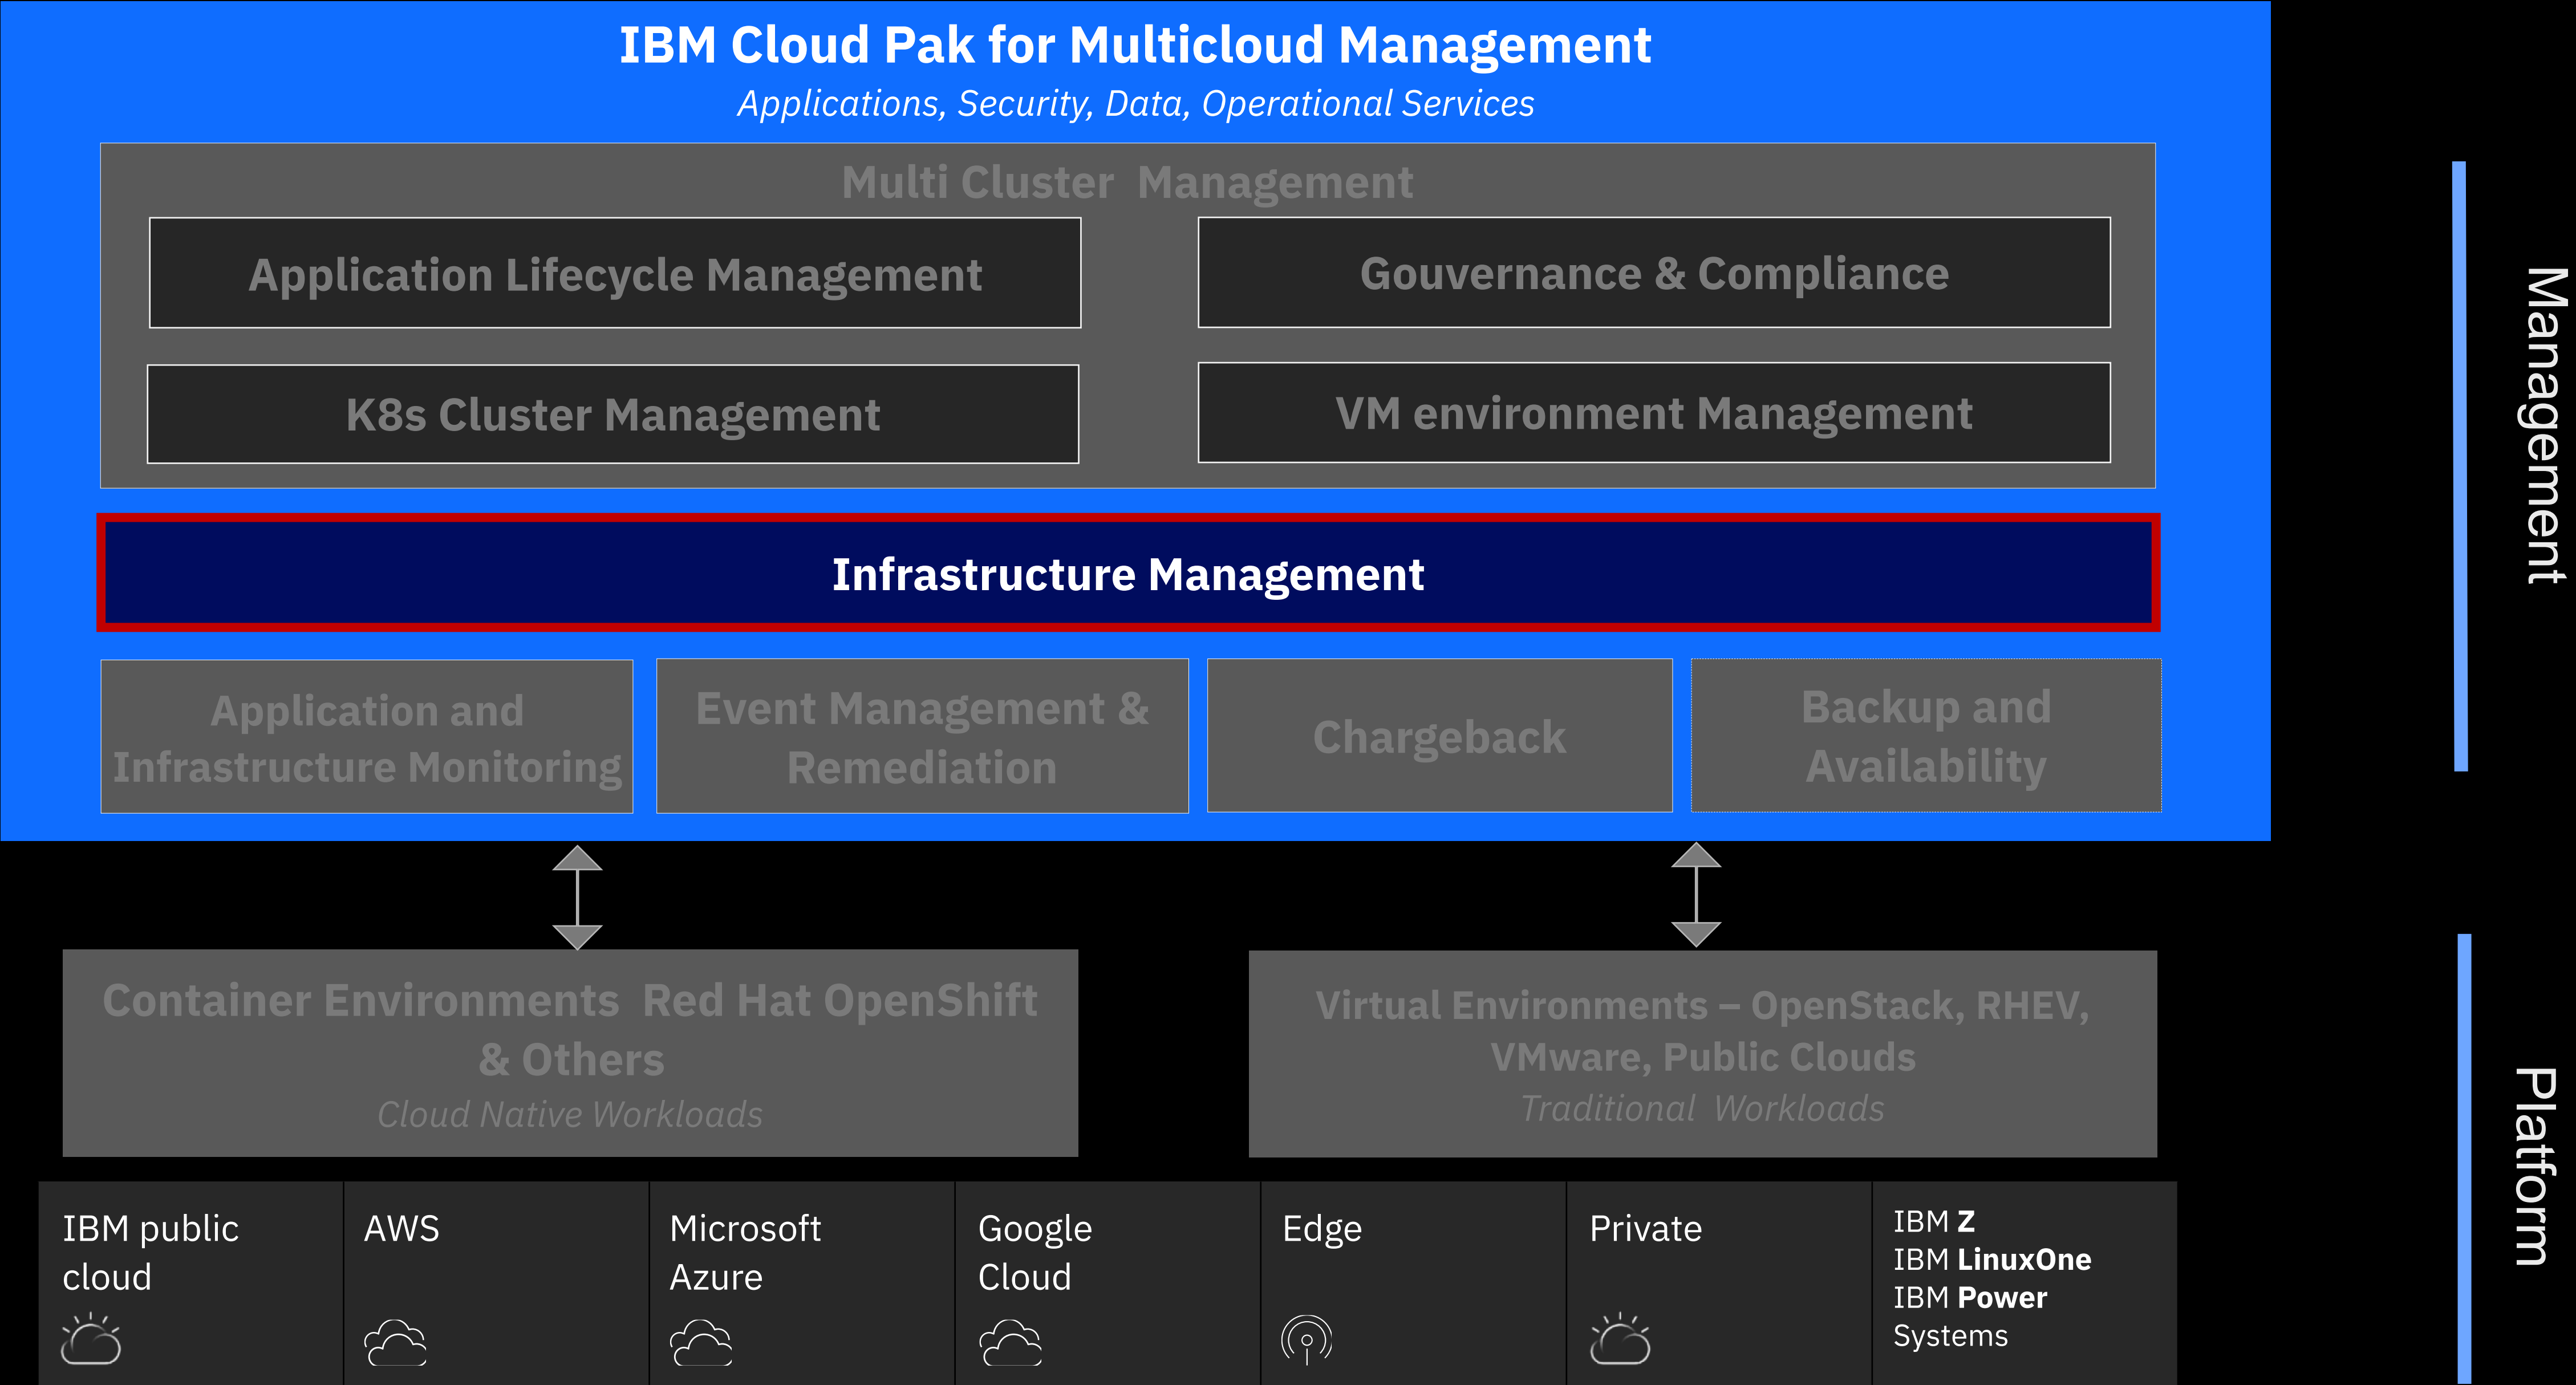 IBM Cloud Pak for Multicloud Management
Applications, Security, Data, Operational Services
Multi Cluster Management
Application Lifecycle Management
Gouvernance & Compliance
K8s Cluster Management
VM environment Management
Infrastructure Management
Application and
Infrastructure Monitoring
Event Management &
Remediation
Chargeback
Backup and
Availability
Management
Container Environments Red Hat OpenShift
& Others
Cloud Native Workloads
Virtual Environments – OpenStack, RHEV,
VMware, Public Clouds
Traditional Workloads
IBM public
cloud
AWS
Microsoft
Azure
Google
Cloud
Edge
Private
IBM Z
IBM LinuxOne
IBM Power
Systems
Platform